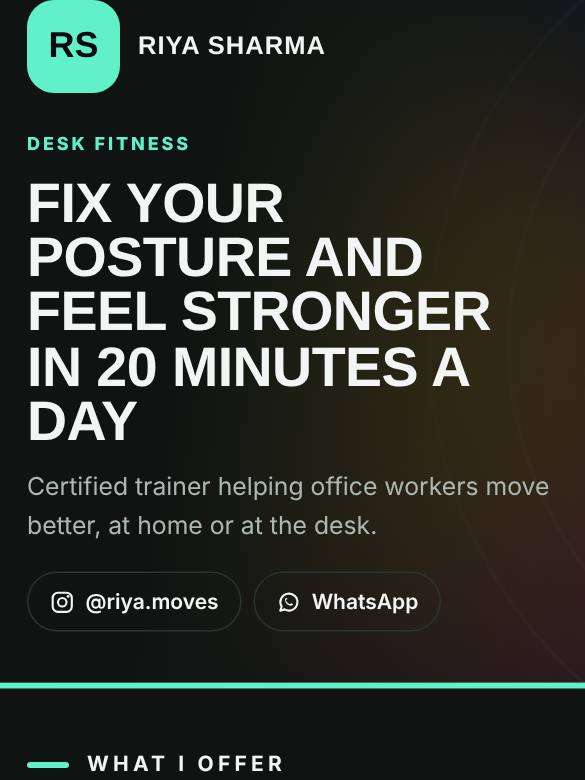 RS
RIYA SHARMA
DESK FITNESS
FIX YOUR
POSTURE AND
FEEL STRONGER
IN 20 MINUTES A
DAY
Certified trainer helping office workers move
better, at home or at the desk.
@riya.moves
WhatsApp
WHAT I OFFER